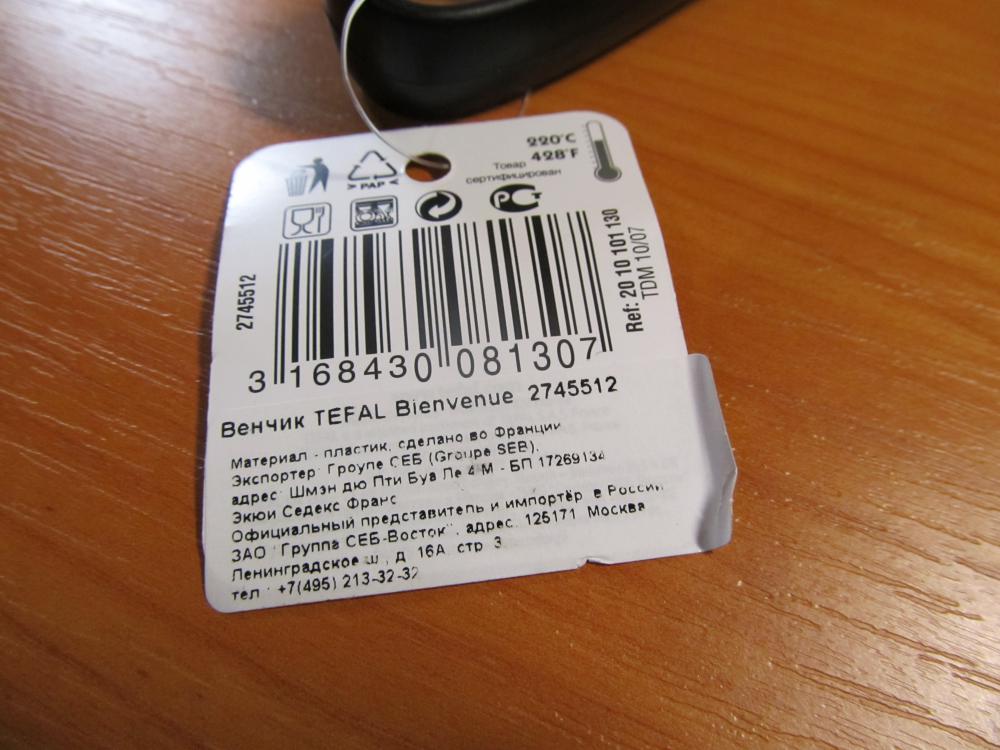 220°C
428°F
Товар
сертифицирован
PAP
2745512
Ref: 20 10 101 130
TDM 10/07
3 168430 081307
Венчик TEFAL Bienvenue 2745512
Материал - пластик, сделано во Франции
Экспортер: Гроупе СЕБ (Groupe SEB),
адрес: Шмэн дю Пти Буа Ле 4 М - БП 17269134
Экюи Седекс Франс
Официальный представитель и импортёр в России
ЗАО "Группа СЕБ-Восток", адрес: 125171 Москва
Ленинградское ш., д. 16А, стр 3
тел.: +7(495) 213-32-32